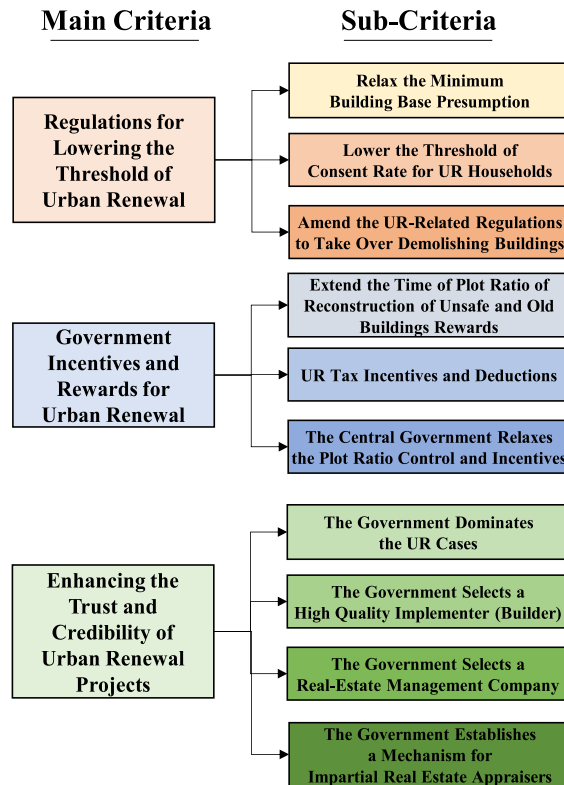 Main Criteria
Sub-Criteria
Regulations for
Lowering the
Threshold of
Urban Renewal
Relax the Minimum
Building Base Presumption
Lower the Threshold of
Consent Rate for UR Households
Amend the UR-Related Regulations
to Take Over Demolishing Buildings
Government
Incentives and
Rewards for
Urban Renewal
Extend the Time of Plot Ratio of
Reconstruction of Unsafe and Old
Buildings Rewards
UR Tax Incentives and Deductions
The Central Government Relaxes
the Plot Ratio Control and Incentives
Enhancing the
Trust and
Credibility of
Urban Renewal
Projects
The Government Dominates
the UR Cases
The Government Selects a
High Quality Implementer (Builder)
The Government Selects a
Real-Estate Management Company
The Government Establishes
a Mechanism for
Impartial Real Estate Appraisers